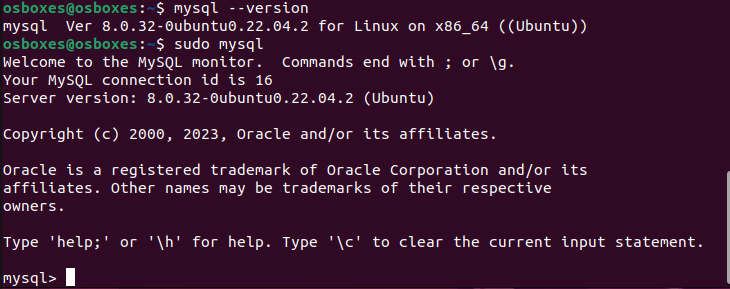 osboxes@osboxes:~$ mysql --version
mysql  Ver 8.0.32-0ubuntu0.22.04.2 for Linux on x86_64 ((Ubuntu))
osboxes@osboxes:~$ sudo mysql
Welcome to the MySQL monitor.  Commands end with ; or \g.
Your MySQL connection id is 16
Server version: 8.0.32-0ubuntu0.22.04.2 (Ubuntu)
Copyright (c) 2000, 2023, Oracle and/or its affiliates.
Oracle is a registered trademark of Oracle Corporation and/or its
affiliates. Other names may be trademarks of their respective
owners.
Type 'help;' or '\h' for help. Type '\c' to clear the current input statement.
mysql>